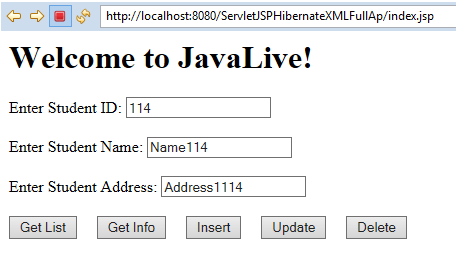 http://localhost:8080/ServletJSPHibernateXMLFullAp/index.jsp
Welcome to JavaLive!
Enter Student ID: 114
Enter Student Name: Name114
Enter Student Address: Address1114
Get List Get Info Insert Update Delete